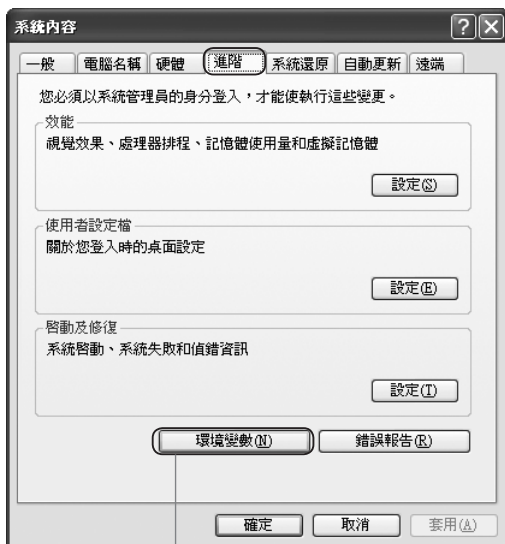 系統內容
一般 電腦名稱 硬體 進階 系統還原 自動更新 遠端
您必須以系統管理員的身分登入，才能使執行這些變更。
效能
視覺效果、處理器排程、記憶體使用量和虛擬記憶體
設定(S)
使用者設定檔
關於您登入時的桌面設定
設定(E)
啓動及修復
系統啓動、系統失敗和偵錯資訊
設定(T)
環境變數(N) 錯誤報告(R)
確定 取消 套用(A)